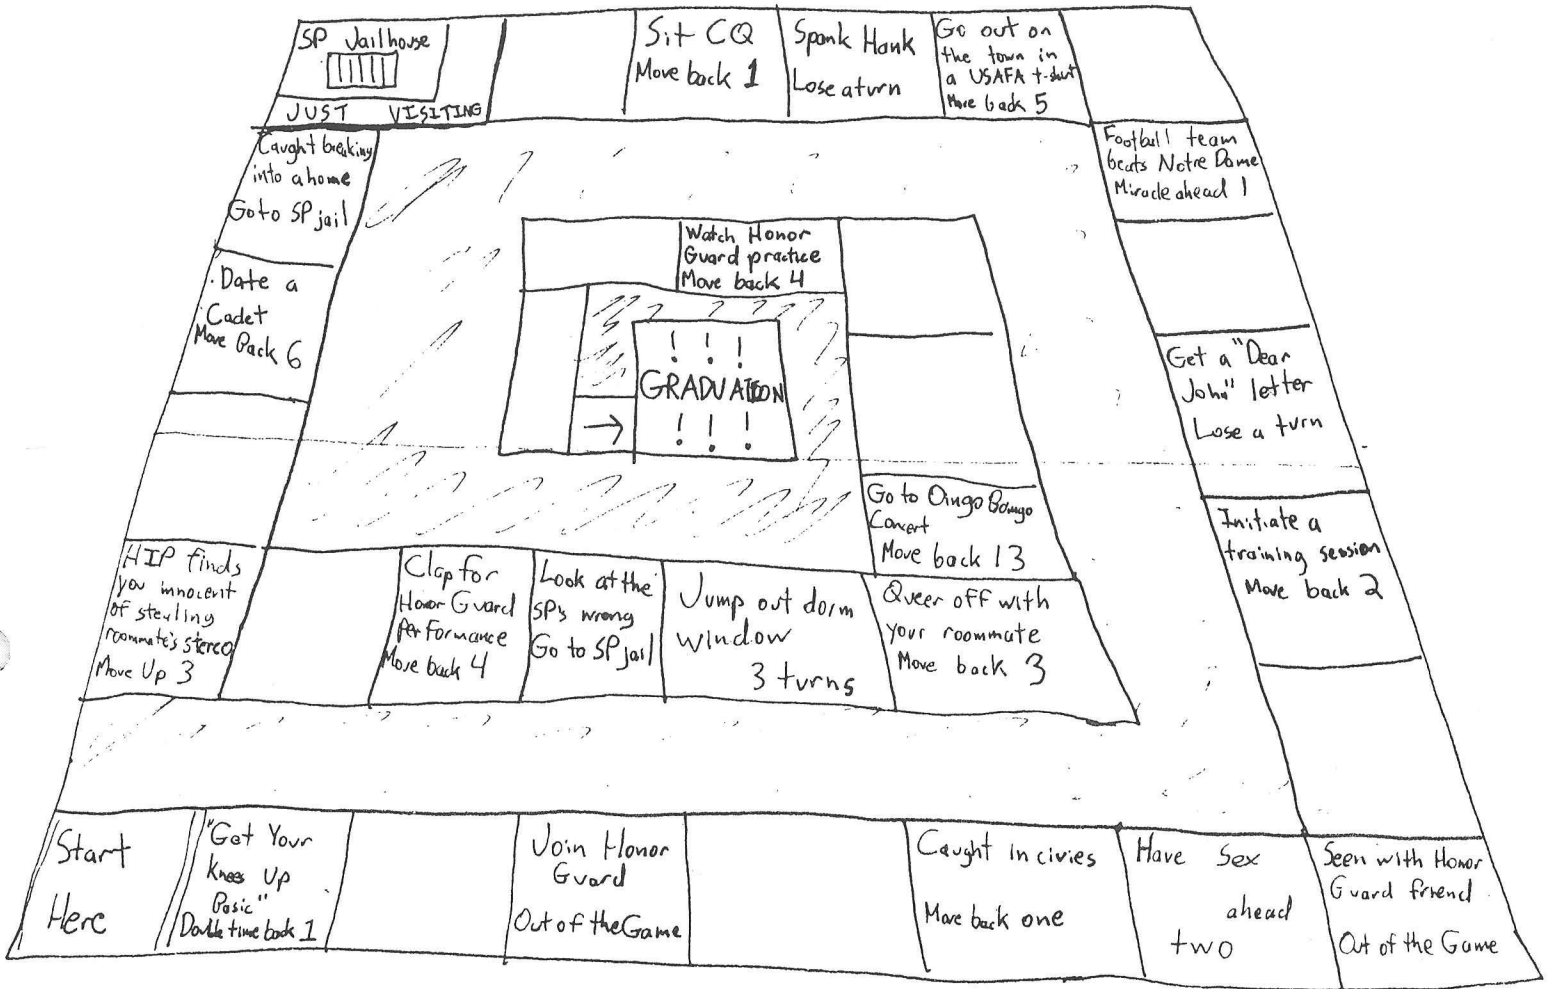 SP Jailhouse
JUST VISITING
Sit CQ
Move back 1
Spank Hank
Lose a turn
Go out on
the town in
a USAFA t-shirt
Move back 5
Caught breaking
into a home
Go to SP jail
Football team
beats Notre Dame
Miracle ahead 1
Date a
Cadet
Move Back 6
Watch Honor
Guard practice
Move back 4
! ! !
GRADUATION
! ! !
→
Get a "Dear
John" letter
Lose a turn
Go to Oingo Boingo
Concert
Move back 13
Initiate a
training session
Move back 2
HIP finds
you innocent
of stealing
roommate's stereo
Move Up 3
Clap for
Honor Guard
Performance
Move back 4
Look at the
SPs wrong
Go to SP jail
Jump out dorm
window
3 turns
Queer off with
your roommate
Move back 3
Start
Here
"Get Your
Knees Up
Basic"
Double time back 1
Join Honor
Guard
Out of the Game
Caught in civies
Move back one
Have Sex
ahead
two
Seen with Honor
Guard friend
Out of the Game